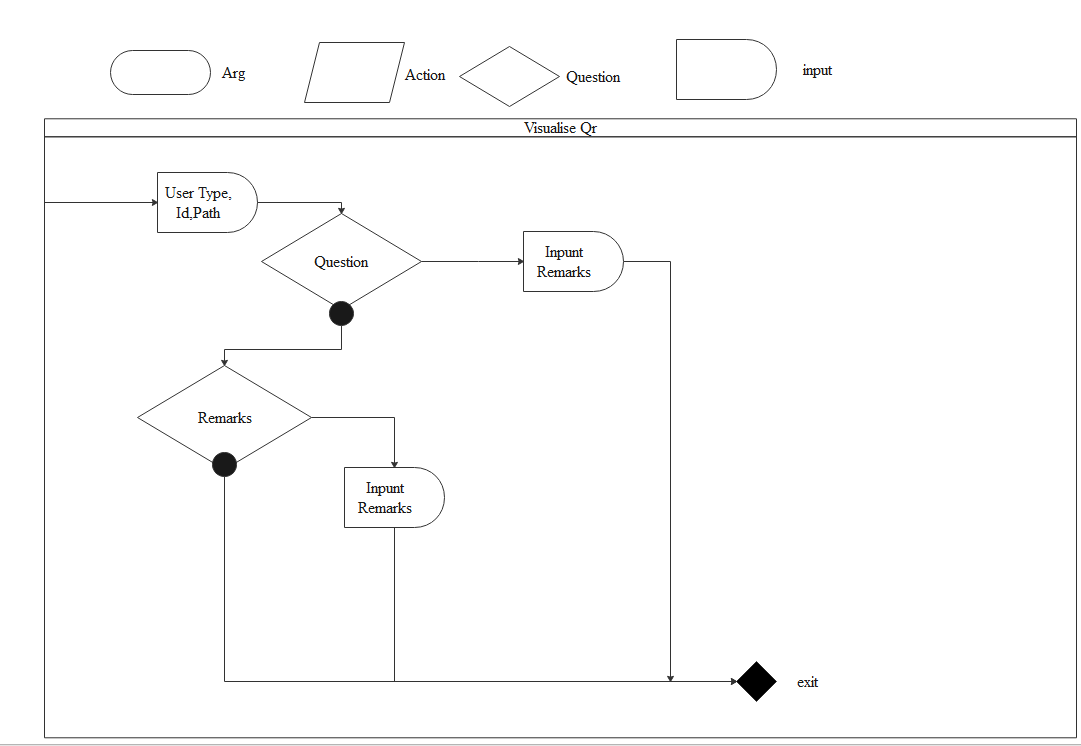 Arg
Action
Question
input
Visualise Qr
User Type,
Id,Path
Question
Inpunt
Remarks
Remarks
Inpunt
Remarks
exit